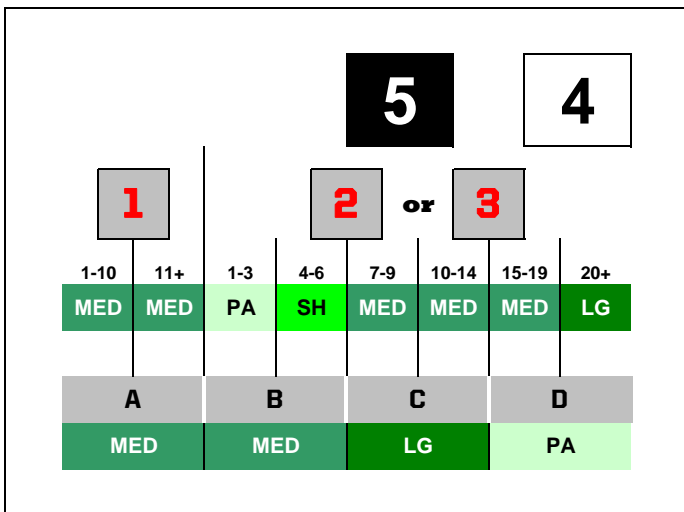 5 4
1 2 or 3
1-10 11+ 1-3 4-6 7-9 10-14 15-19 20+
MED MED PA SH MED MED MED LG
A B C D
MED MED LG PA